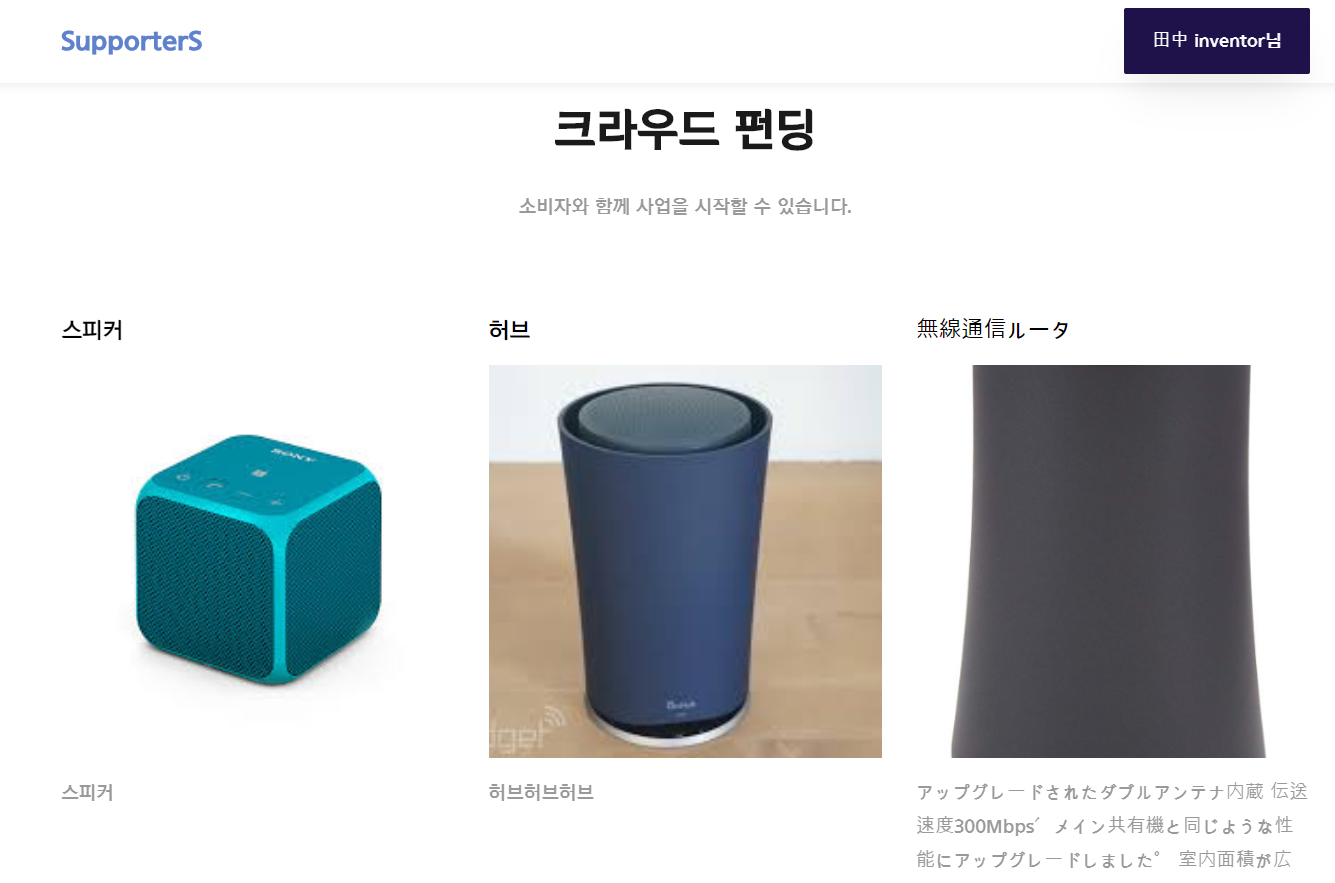 SupporterS
田中 inventor님
크라우드 펀딩
소비자와 함께 사업을 시작할 수 있습니다.
스피커
허브
無線通信ルータ
SONY
dget
스피커
허브허브허브
アップグレードされたダブルアンテナ内蔵 伝送
速度300Mbps′ メイン共有機と同じような性
能にアップグレードしました° 室内面積が広